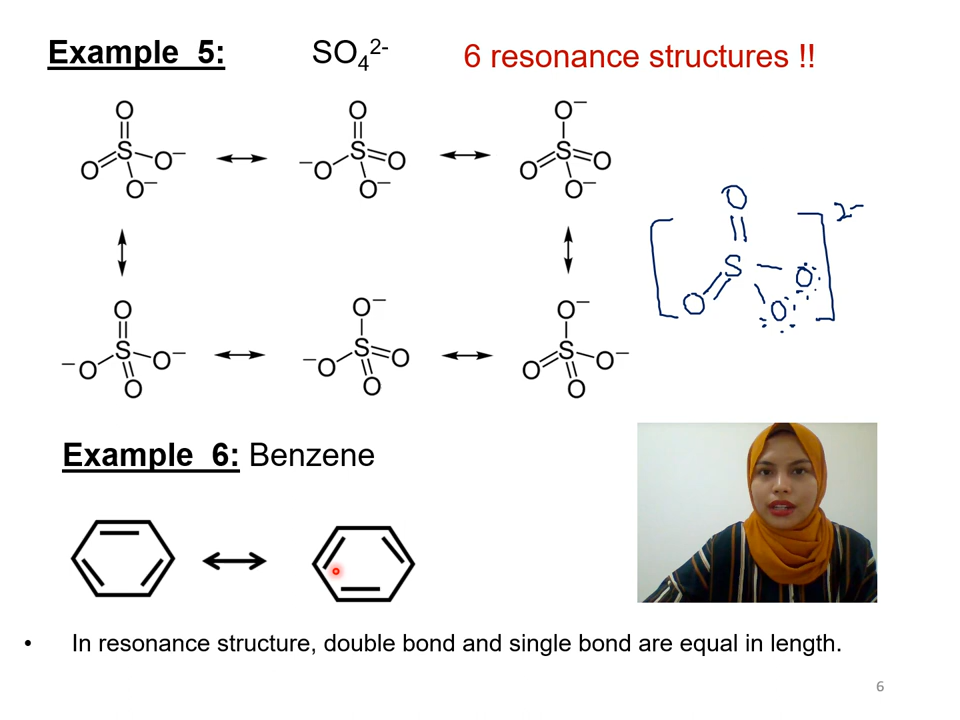 Example 5: SO₄²⁻ 6 resonance structures !!
O O O⁻
S O⁻ S O S O
O ⁻O O
O⁻ O⁻ O⁻
[ O S O O O ]²⁻
O O⁻ O⁻
S O⁻ S O S O⁻
⁻O ⁻O O
O O O
Example 6: Benzene
• In resonance structure, double bond and single bond are equal in length.
6